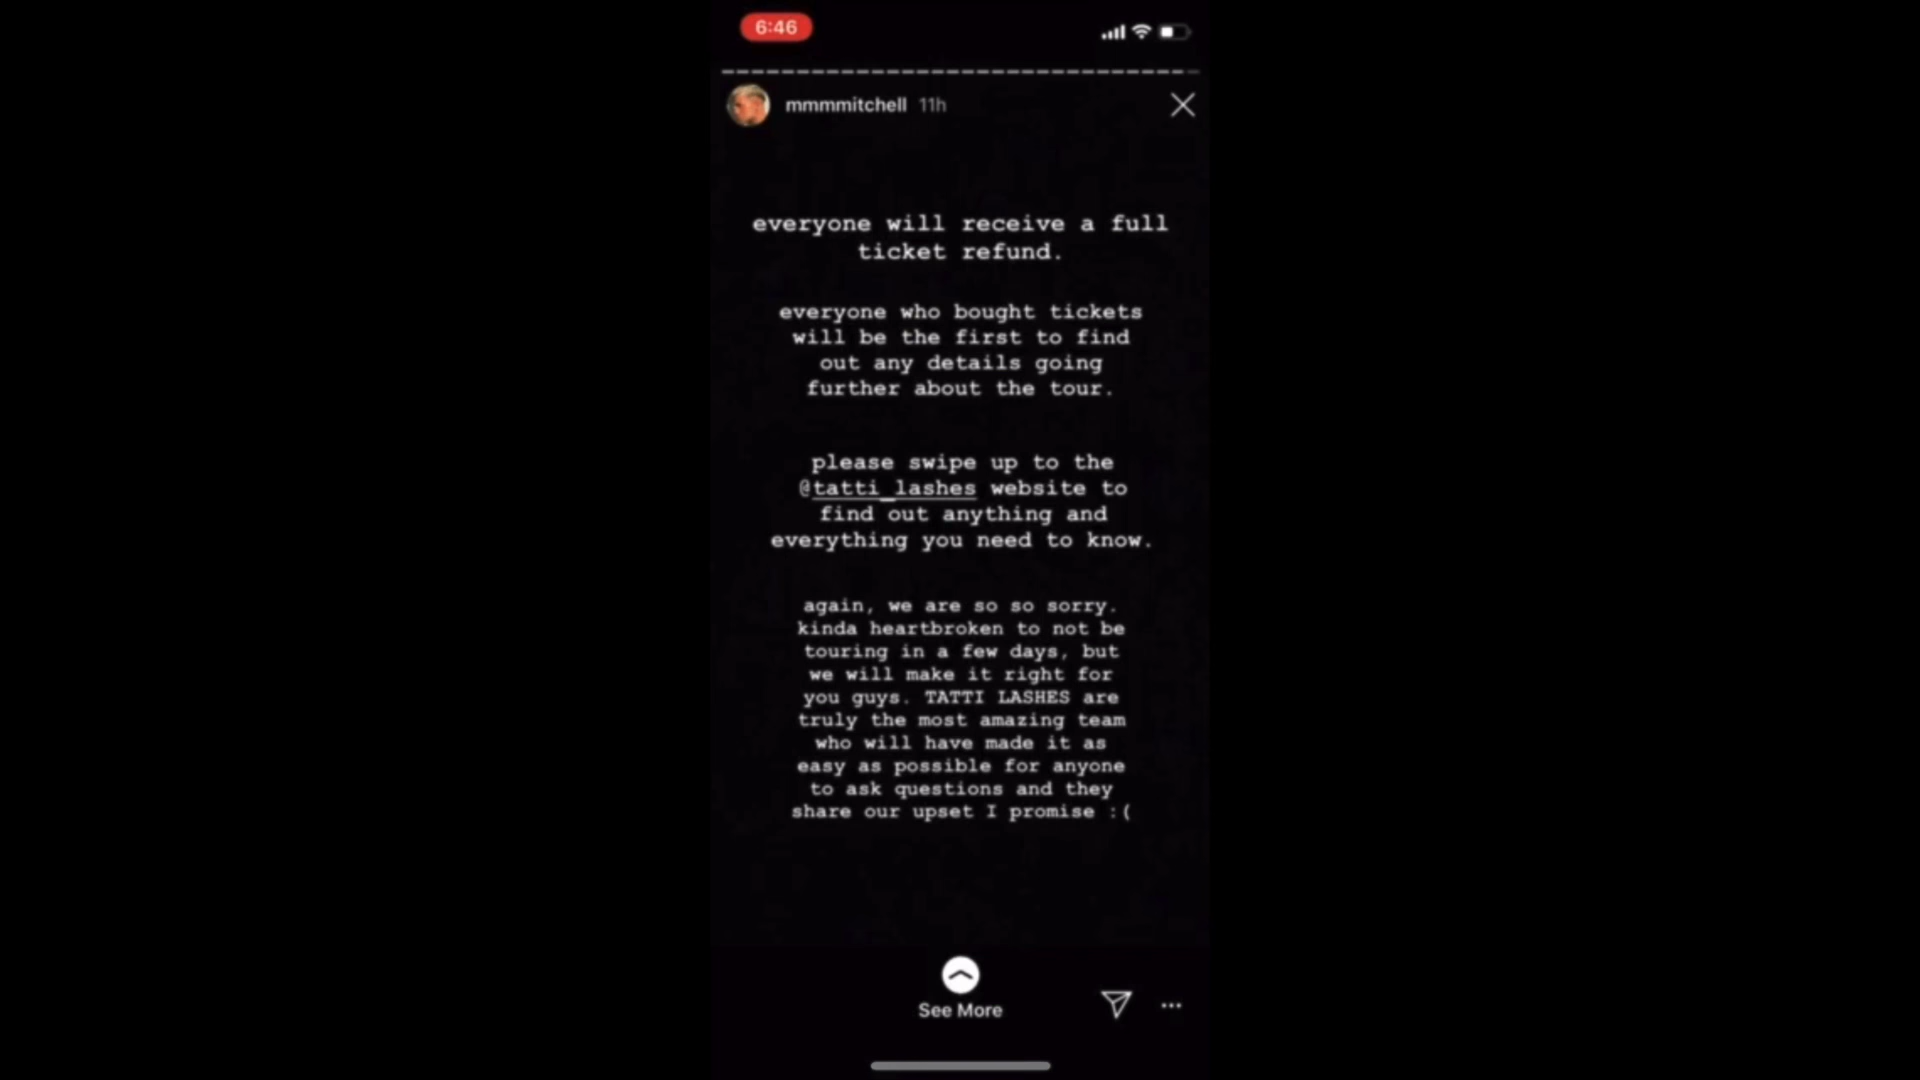 6:46
mmmmitchell 11h
everyone will receive a full
ticket refund.
everyone who bought tickets
will be the first to find
out any details going
further about the tour.
please swipe up to the
@tatti_lashes website to
find out anything and
everything you need to know.
again, we are so so sorry.
kinda heartbroken to not be
touring in a few days, but
we will make it right for
you guys. TATTI LASHES are
truly the most amazing team
who will have made it as
easy as possible for anyone
to ask questions and they
share our upset I promise :(
See More